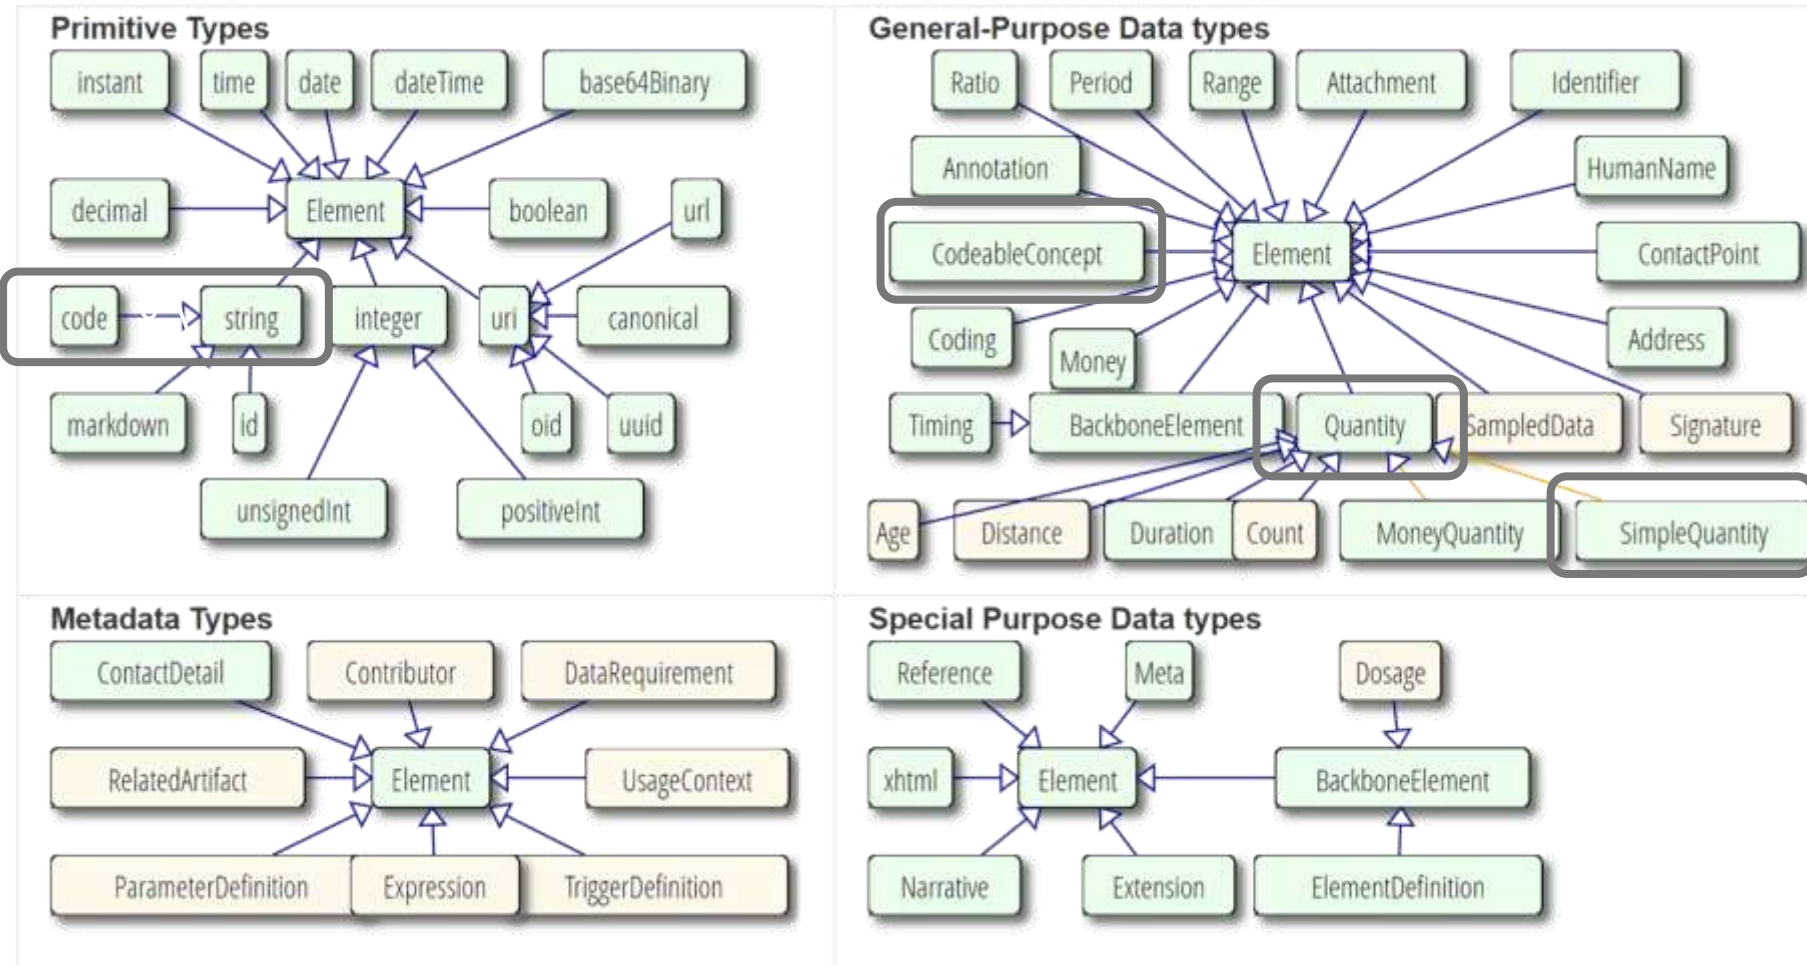 Primitive Types
instant
time
date
dateTime
base64Binary
decimal
Element
boolean
url
code
string
integer
uri
canonical
markdown
id
oid
uuid
unsignedInt
positiveInt
General-Purpose Data types
Ratio
Period
Range
Attachment
Identifier
Annotation
HumanName
CodeableConcept
Element
ContactPoint
Coding
Money
Address
Timing
BackboneElement
Quantity
SampledData
Signature
Age
Distance
Duration
Count
MoneyQuantity
SimpleQuantity
Metadata Types
ContactDetail
Contributor
DataRequirement
RelatedArtifact
Element
UsageContext
ParameterDefinition
Expression
TriggerDefinition
Special Purpose Data types
Reference
Meta
Dosage
xhtml
Element
BackboneElement
Narrative
Extension
ElementDefinition